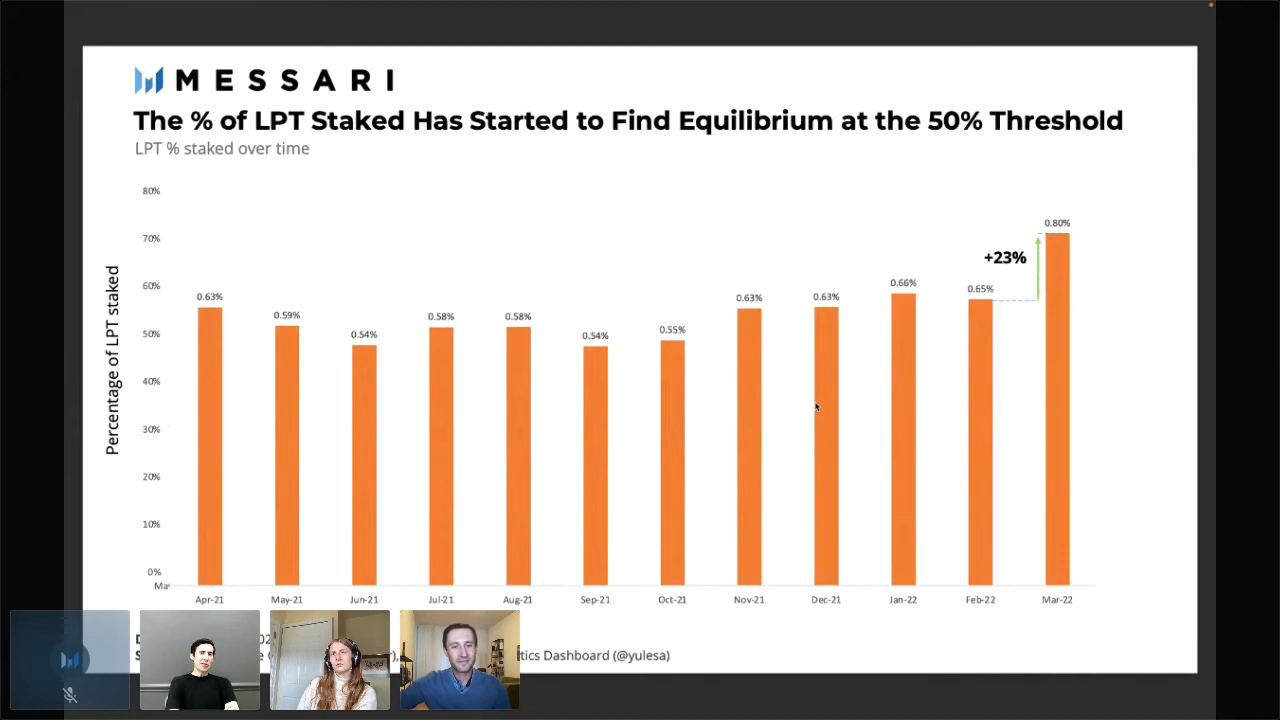 MESSARI
The % of LPT Staked Has Started to Find Equilibrium at the 50% Threshold
LPT % staked over time
Percentage of LPT staked
80%
70%
60%
50%
40%
30%
20%
10%
0%
0.63%
0.59%
0.54%
0.58%
0.58%
0.54%
0.55%
0.63%
0.63%
0.66%
0.65%
0.80%
+23%
Apr-21
May-21
Jun-21
Jul-21
Aug-21
Sep-21
Oct-21
Nov-21
Dec-21
Jan-22
Feb-22
Mar-22
Dashboard (@yulesa)